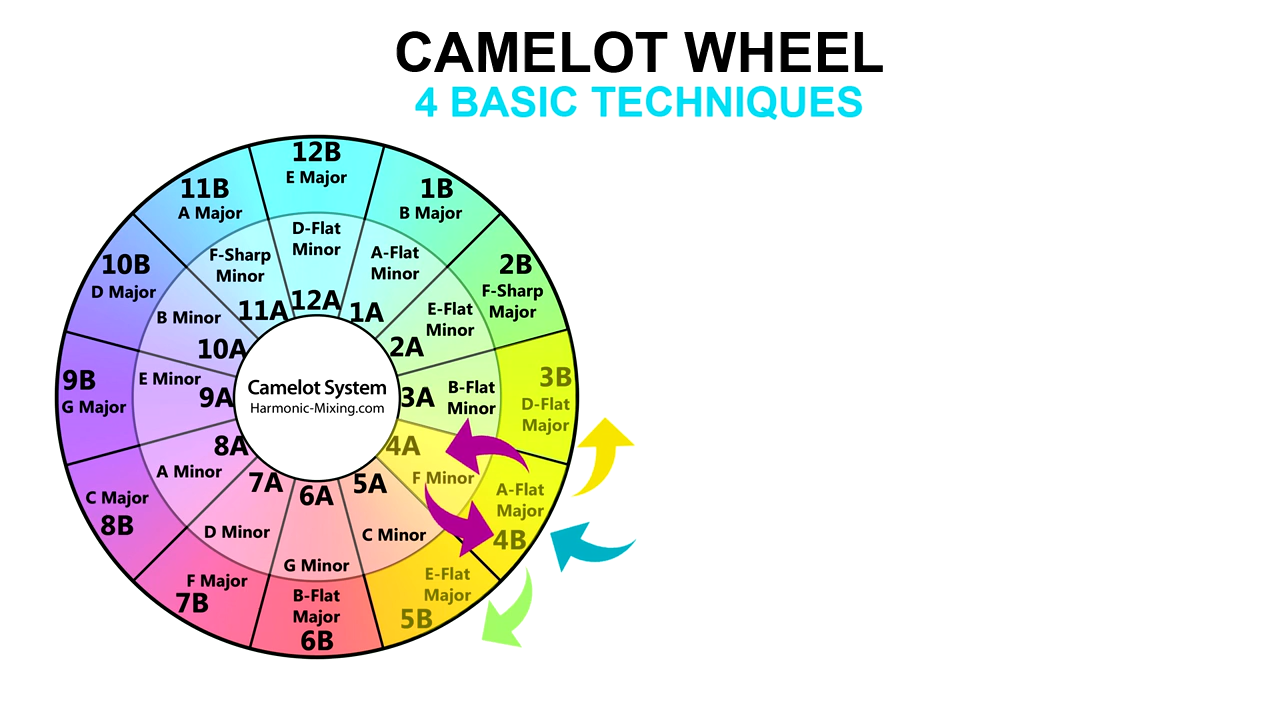 CAMELOT WHEEL
4 BASIC TECHNIQUES
12B
E Major
D-Flat
Minor
12A
1B
B Major
A-Flat
Minor
1A
2B
F-Sharp
Major
E-Flat
Minor
2A
3B
D-Flat
Major
B-Flat
Minor
3A
A-Flat
Major
4B
F Minor
4A
E-Flat
Major
5B
C Minor
5A
B-Flat
Major
6B
G Minor
6A
F Major
7B
D Minor
7A
C Major
8B
A Minor
8A
9B
G Major
E Minor
9A
10B
D Major
B Minor
10A
11B
A Major
F-Sharp
Minor
11A
Camelot System
Harmonic-Mixing.com